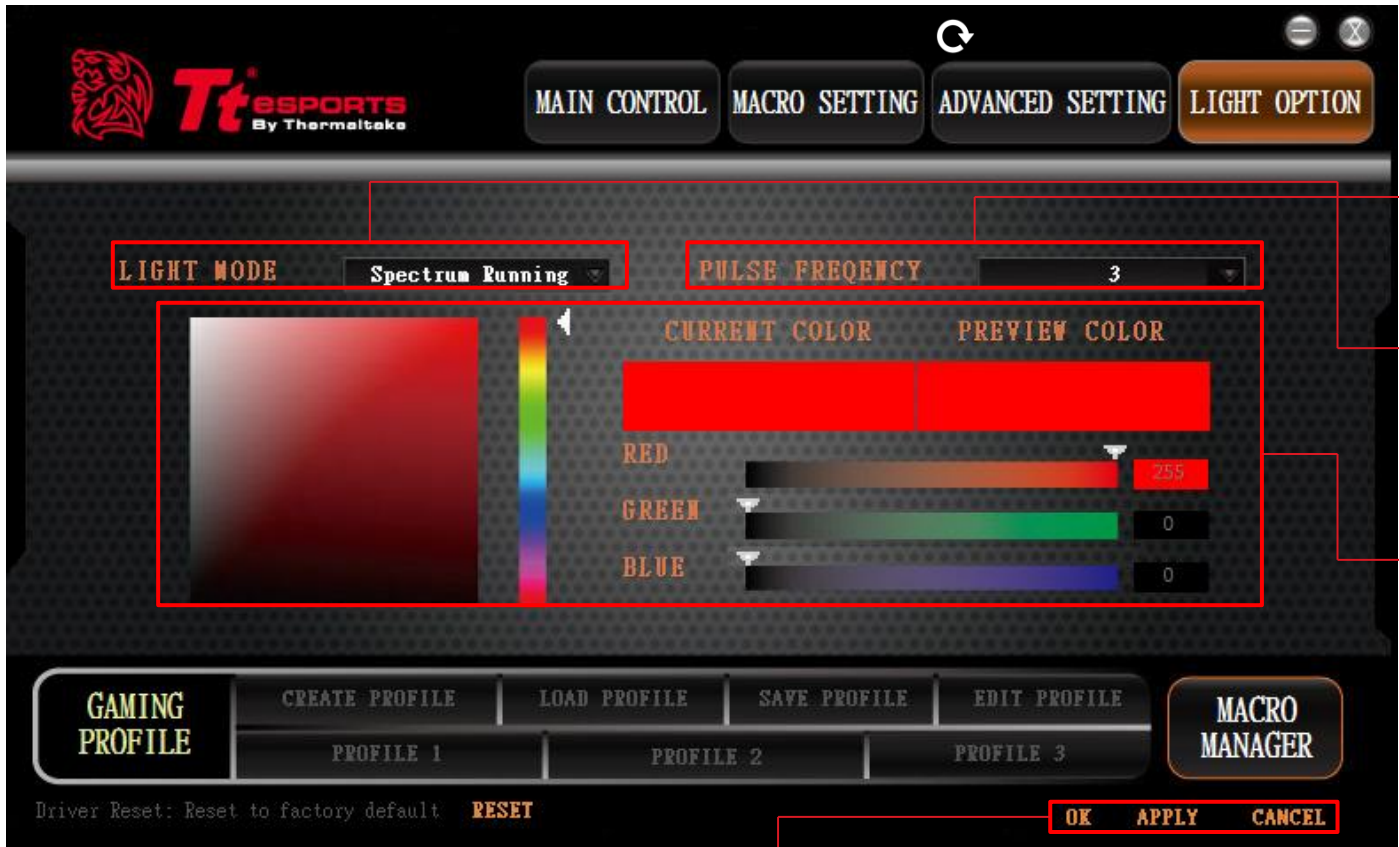 Tt esports
By Thermaltake
MAIN CONTROL MACRO SETTING ADVANCED SETTING LIGHT OPTION
LIGHT MODE Spectrum Running PULSE FREQENCY 3
CURRENT COLOR PREVIEW COLOR
RED 255
GREEN 0
BLUE 0
GAMING PROFILE
CREATE PROFILE LOAD PROFILE SAVE PROFILE EDIT PROFILE
PROFILE 1 PROFILE 2 PROFILE 3
MACRO MANAGER
Driver Reset: Reset to factory default RESET
OK APPLY CANCEL